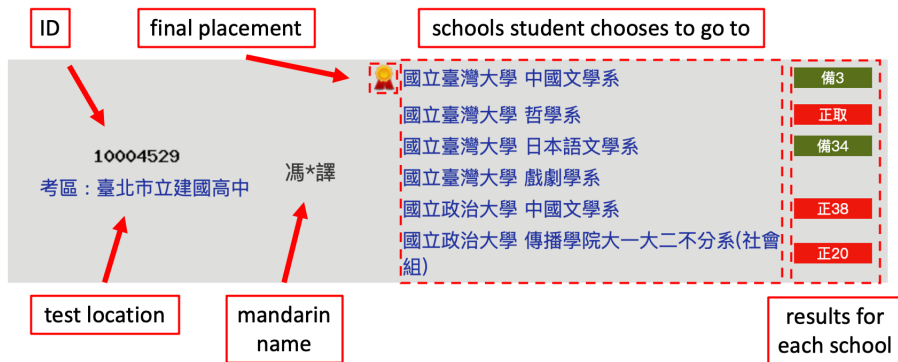 ID
final placement
schools student chooses to go to
國立臺灣大學 中國文學系
備3
國立臺灣大學 哲學系
正取
10004529
考區：臺北市立建國高中
馮*譯
國立臺灣大學 日本語文學系
備34
國立臺灣大學 戲劇學系
國立政治大學 中國文學系
正38
國立政治大學 傳播學院大一大二不分系(社會
組)
正20
test location
mandarin
name
results for
each school